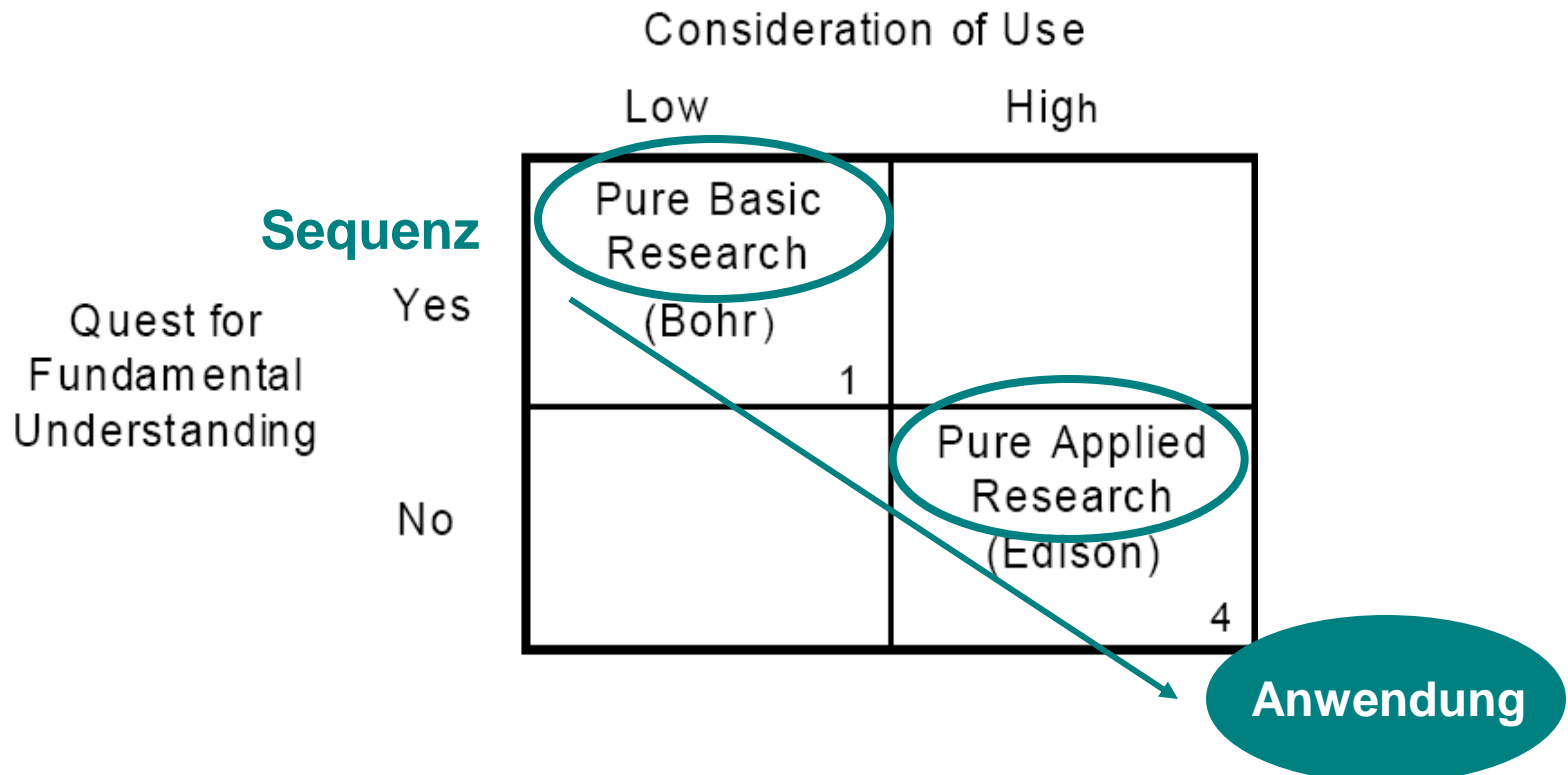 Consideration of Use
Low
High
Sequenz
Quest for
Fundamental
Understanding
Yes
Pure Basic
Research
(Bohr)
1
No
Pure Applied
Research
(Edison)
4
Anwendung